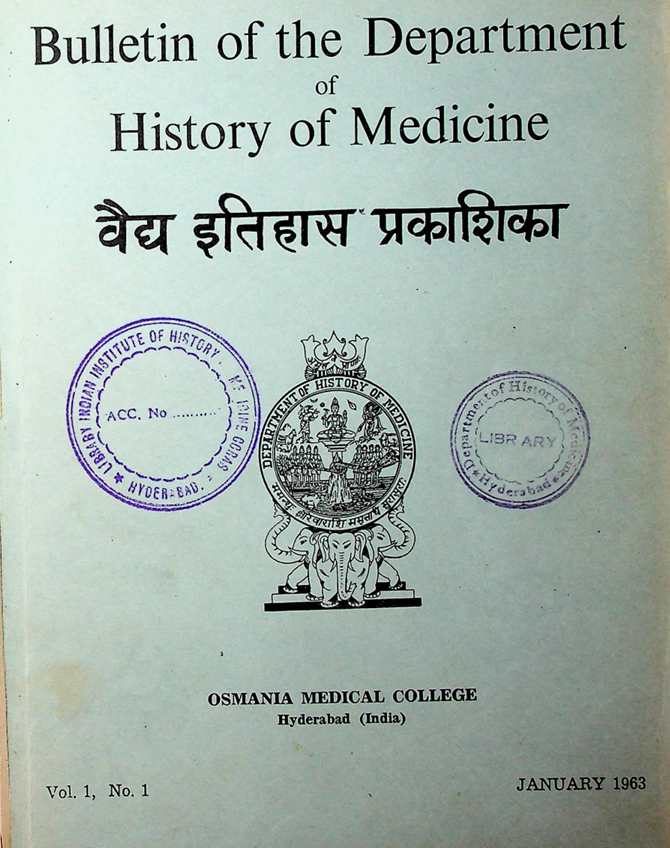 Bulletin of the Department
of
History of Medicine
वैद्य इतिहास प्रकाशिका
LIBRARY INDIAN INSTITUTE OF HISTORY
ACC. No ............
HYDERABAD.
DEPARTMENT OF HISTORY OF MEDICINE
Department of History of Medicine
LIBRARY
Hyderabad
OSMANIA MEDICAL COLLEGE
Hyderabad (India)
Vol. 1, No. 1
JANUARY 1963